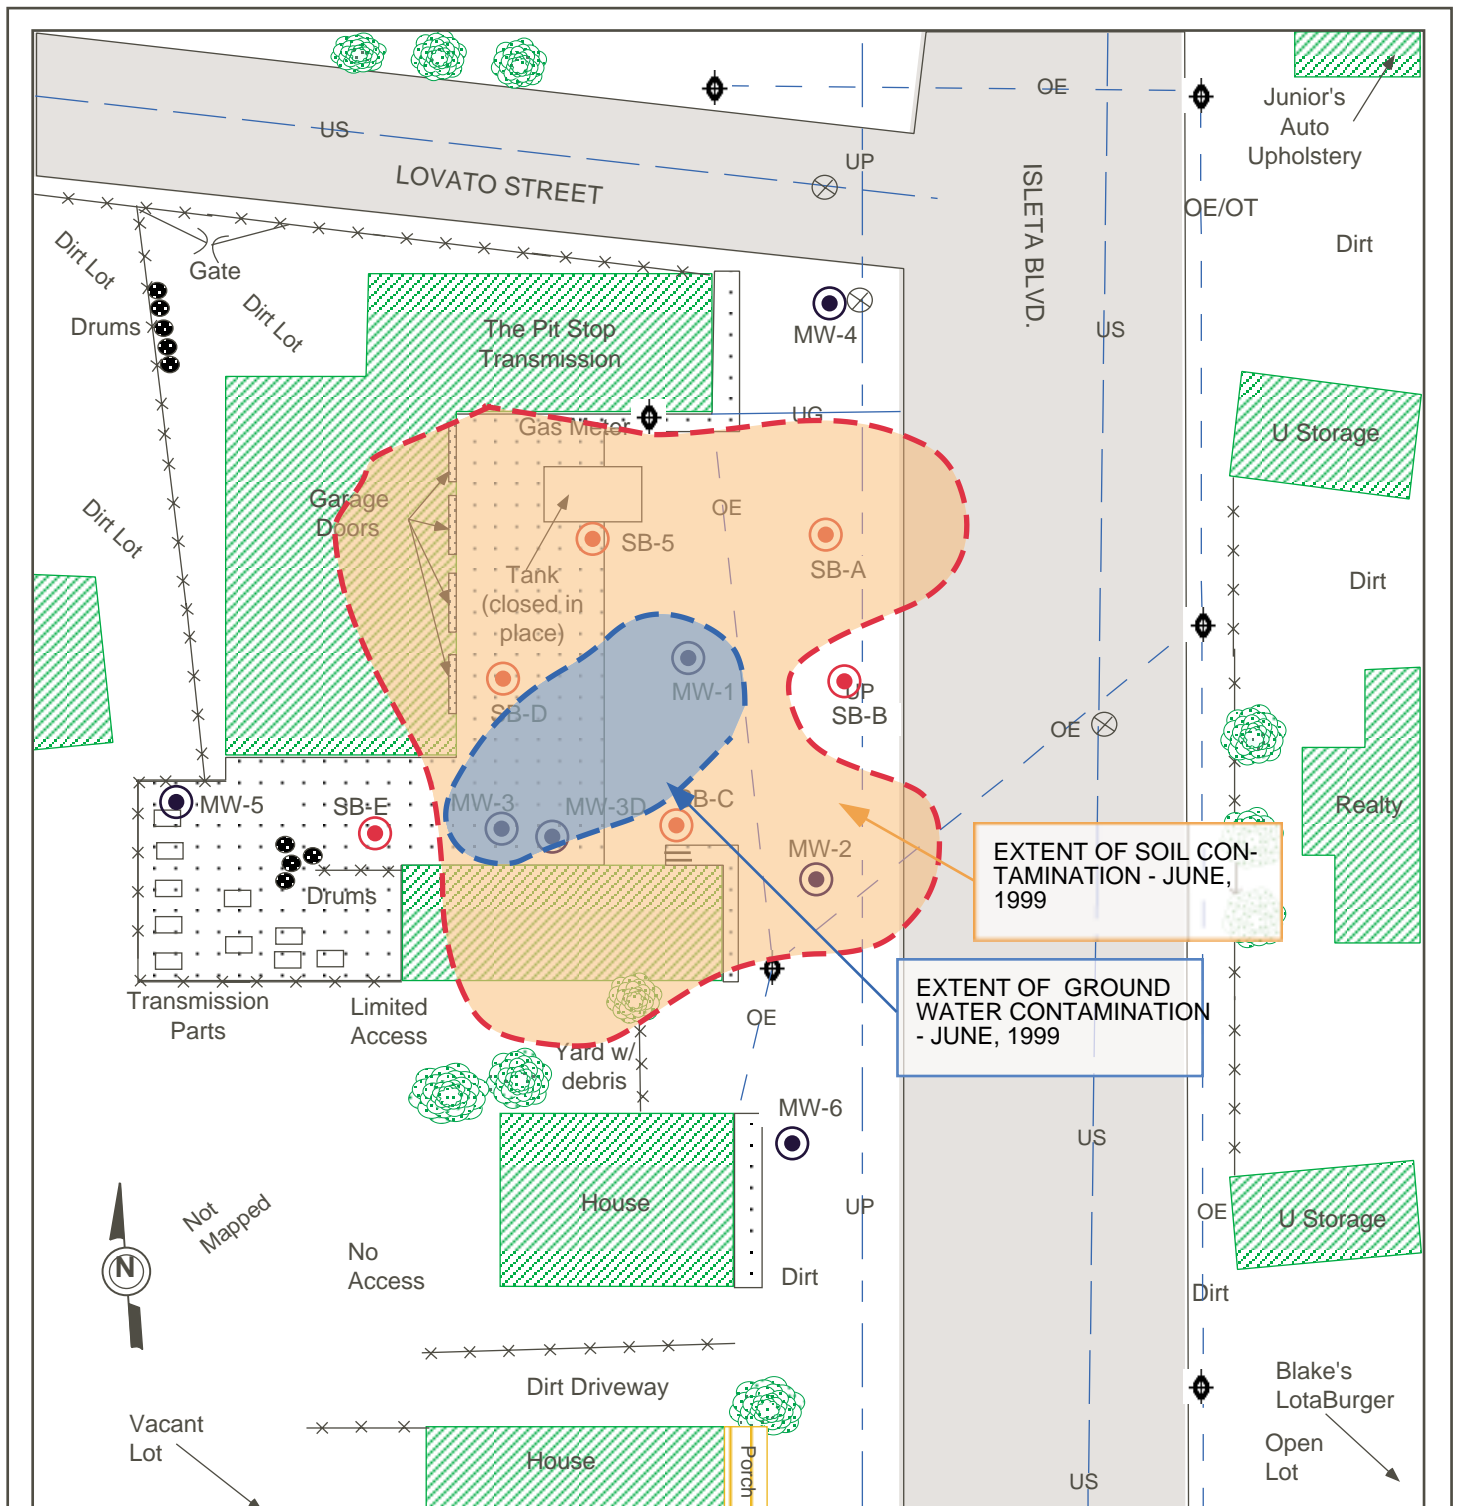 US
OE
Junior's
Auto
Upholstery
UP
LOVATO STREET
ISLETA BLVD.
OE/OT
Dirt
Dirt Lot
Gate
Dirt Lot
Drums
The Pit Stop
Transmission
MW-4
US
UG
Gas Meter
U Storage
Garage
Doors
OE
Dirt Lot
SB-5
SB-A
Tank
(closed in
place)
Dirt
MW-1
SB-D
UP
SB-B
OE
MW-5
SB-E
MW-3
MW-3D
SB-C
Realty
MW-2
EXTENT OF SOIL CON-
TAMINATION - JUNE,
1999
Drums
Transmission
Parts
Limited
Access
EXTENT OF GROUND
WATER CONTAMINATION
- JUNE, 1999
OE
Yard w/
debris
MW-6
US
Not
Mapped
House
UP
OE
U Storage
N
No
Access
Dirt
Dirt
Dirt Driveway
Blake's
LotaBurger
Vacant
Lot
House
Porch
Open
Lot
US